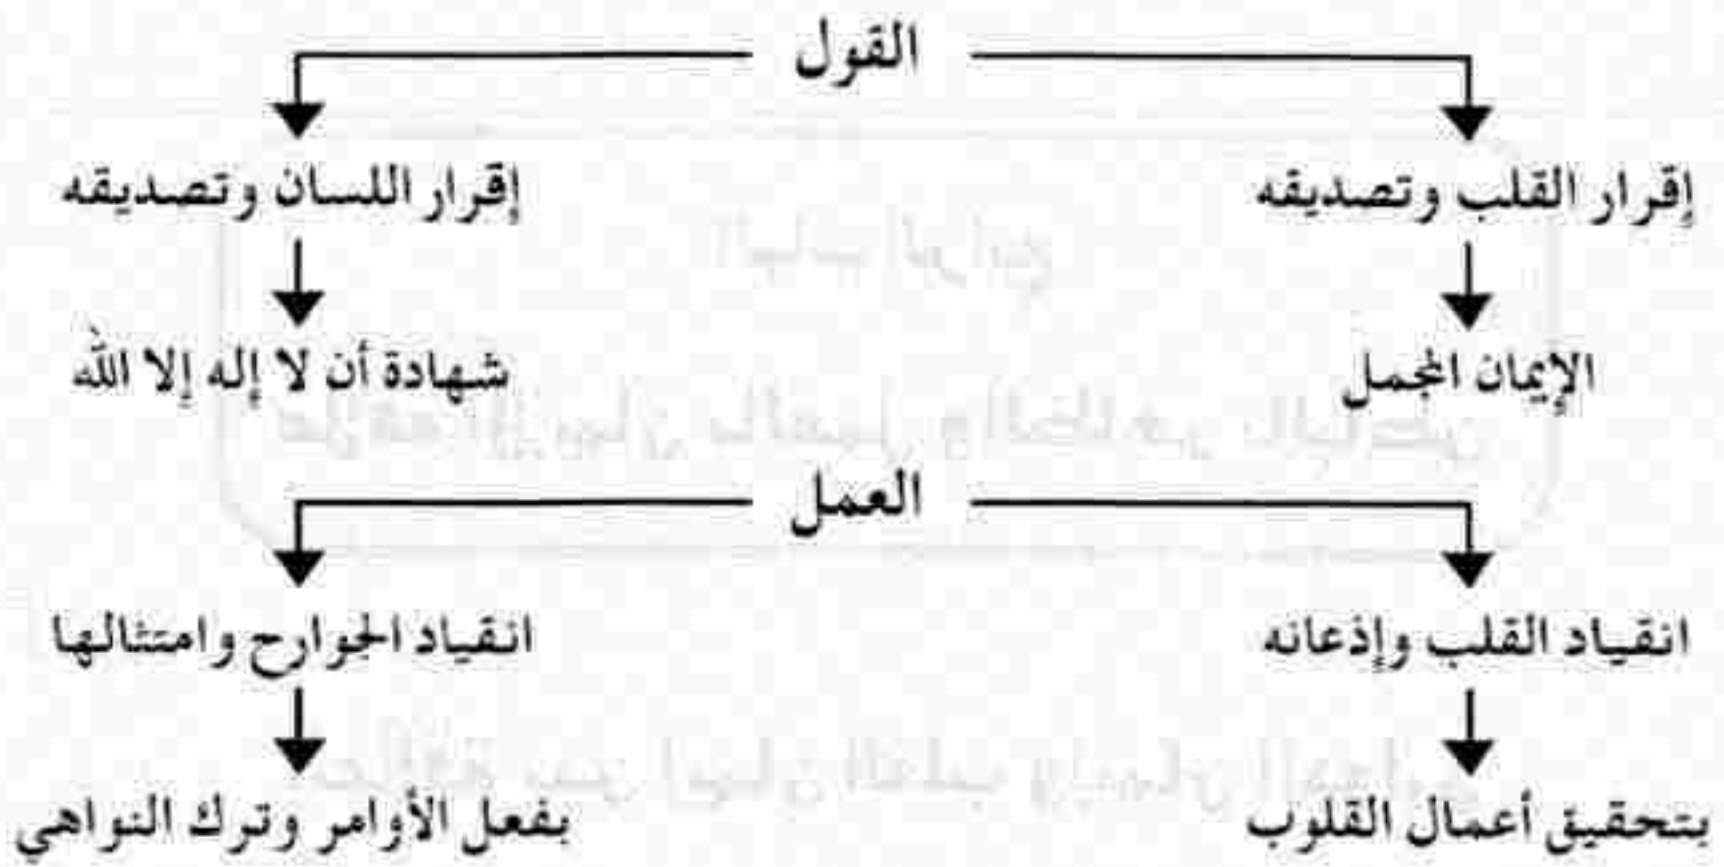 القول
إقرار القلب وتصديقه
إقرار اللسان وتصديقه
الإيمان المجمل
شهادة أن لا إله إلا الله
العمل
انقياد القلب وإذعانه
انقياد الجوارح وامتثالها
بتحقيق أعمال القلوب
بفعل الأوامر وترك النواهي